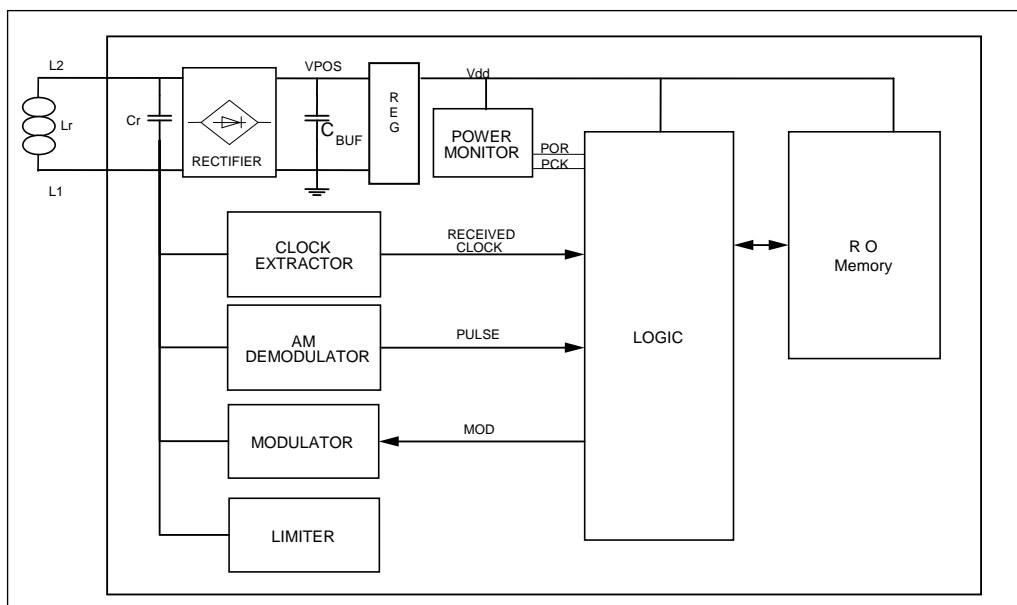 L2
VPOS
Vdd
R
E
G
Lr
Cr
C BUF
RECTIFIER
POWER
MONITOR
POR
PCK
L1
RECEIVED
CLOCK
CLOCK
EXTRACTOR
R O
Memory
AM
DEMODULATOR
PULSE
LOGIC
MODULATOR
MOD
LIMITER